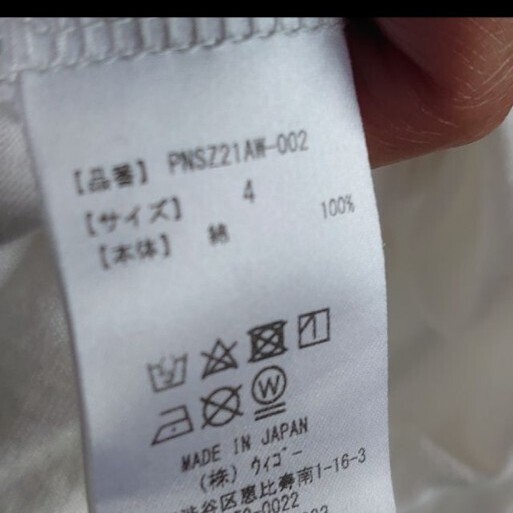 【品番】 PNSZ21AW-002
【サイズ】 4
【本体】 綿 100%
W
MADE IN JAPAN
(株) ウィゴー
渋谷区恵比寿南1-16-3
0022